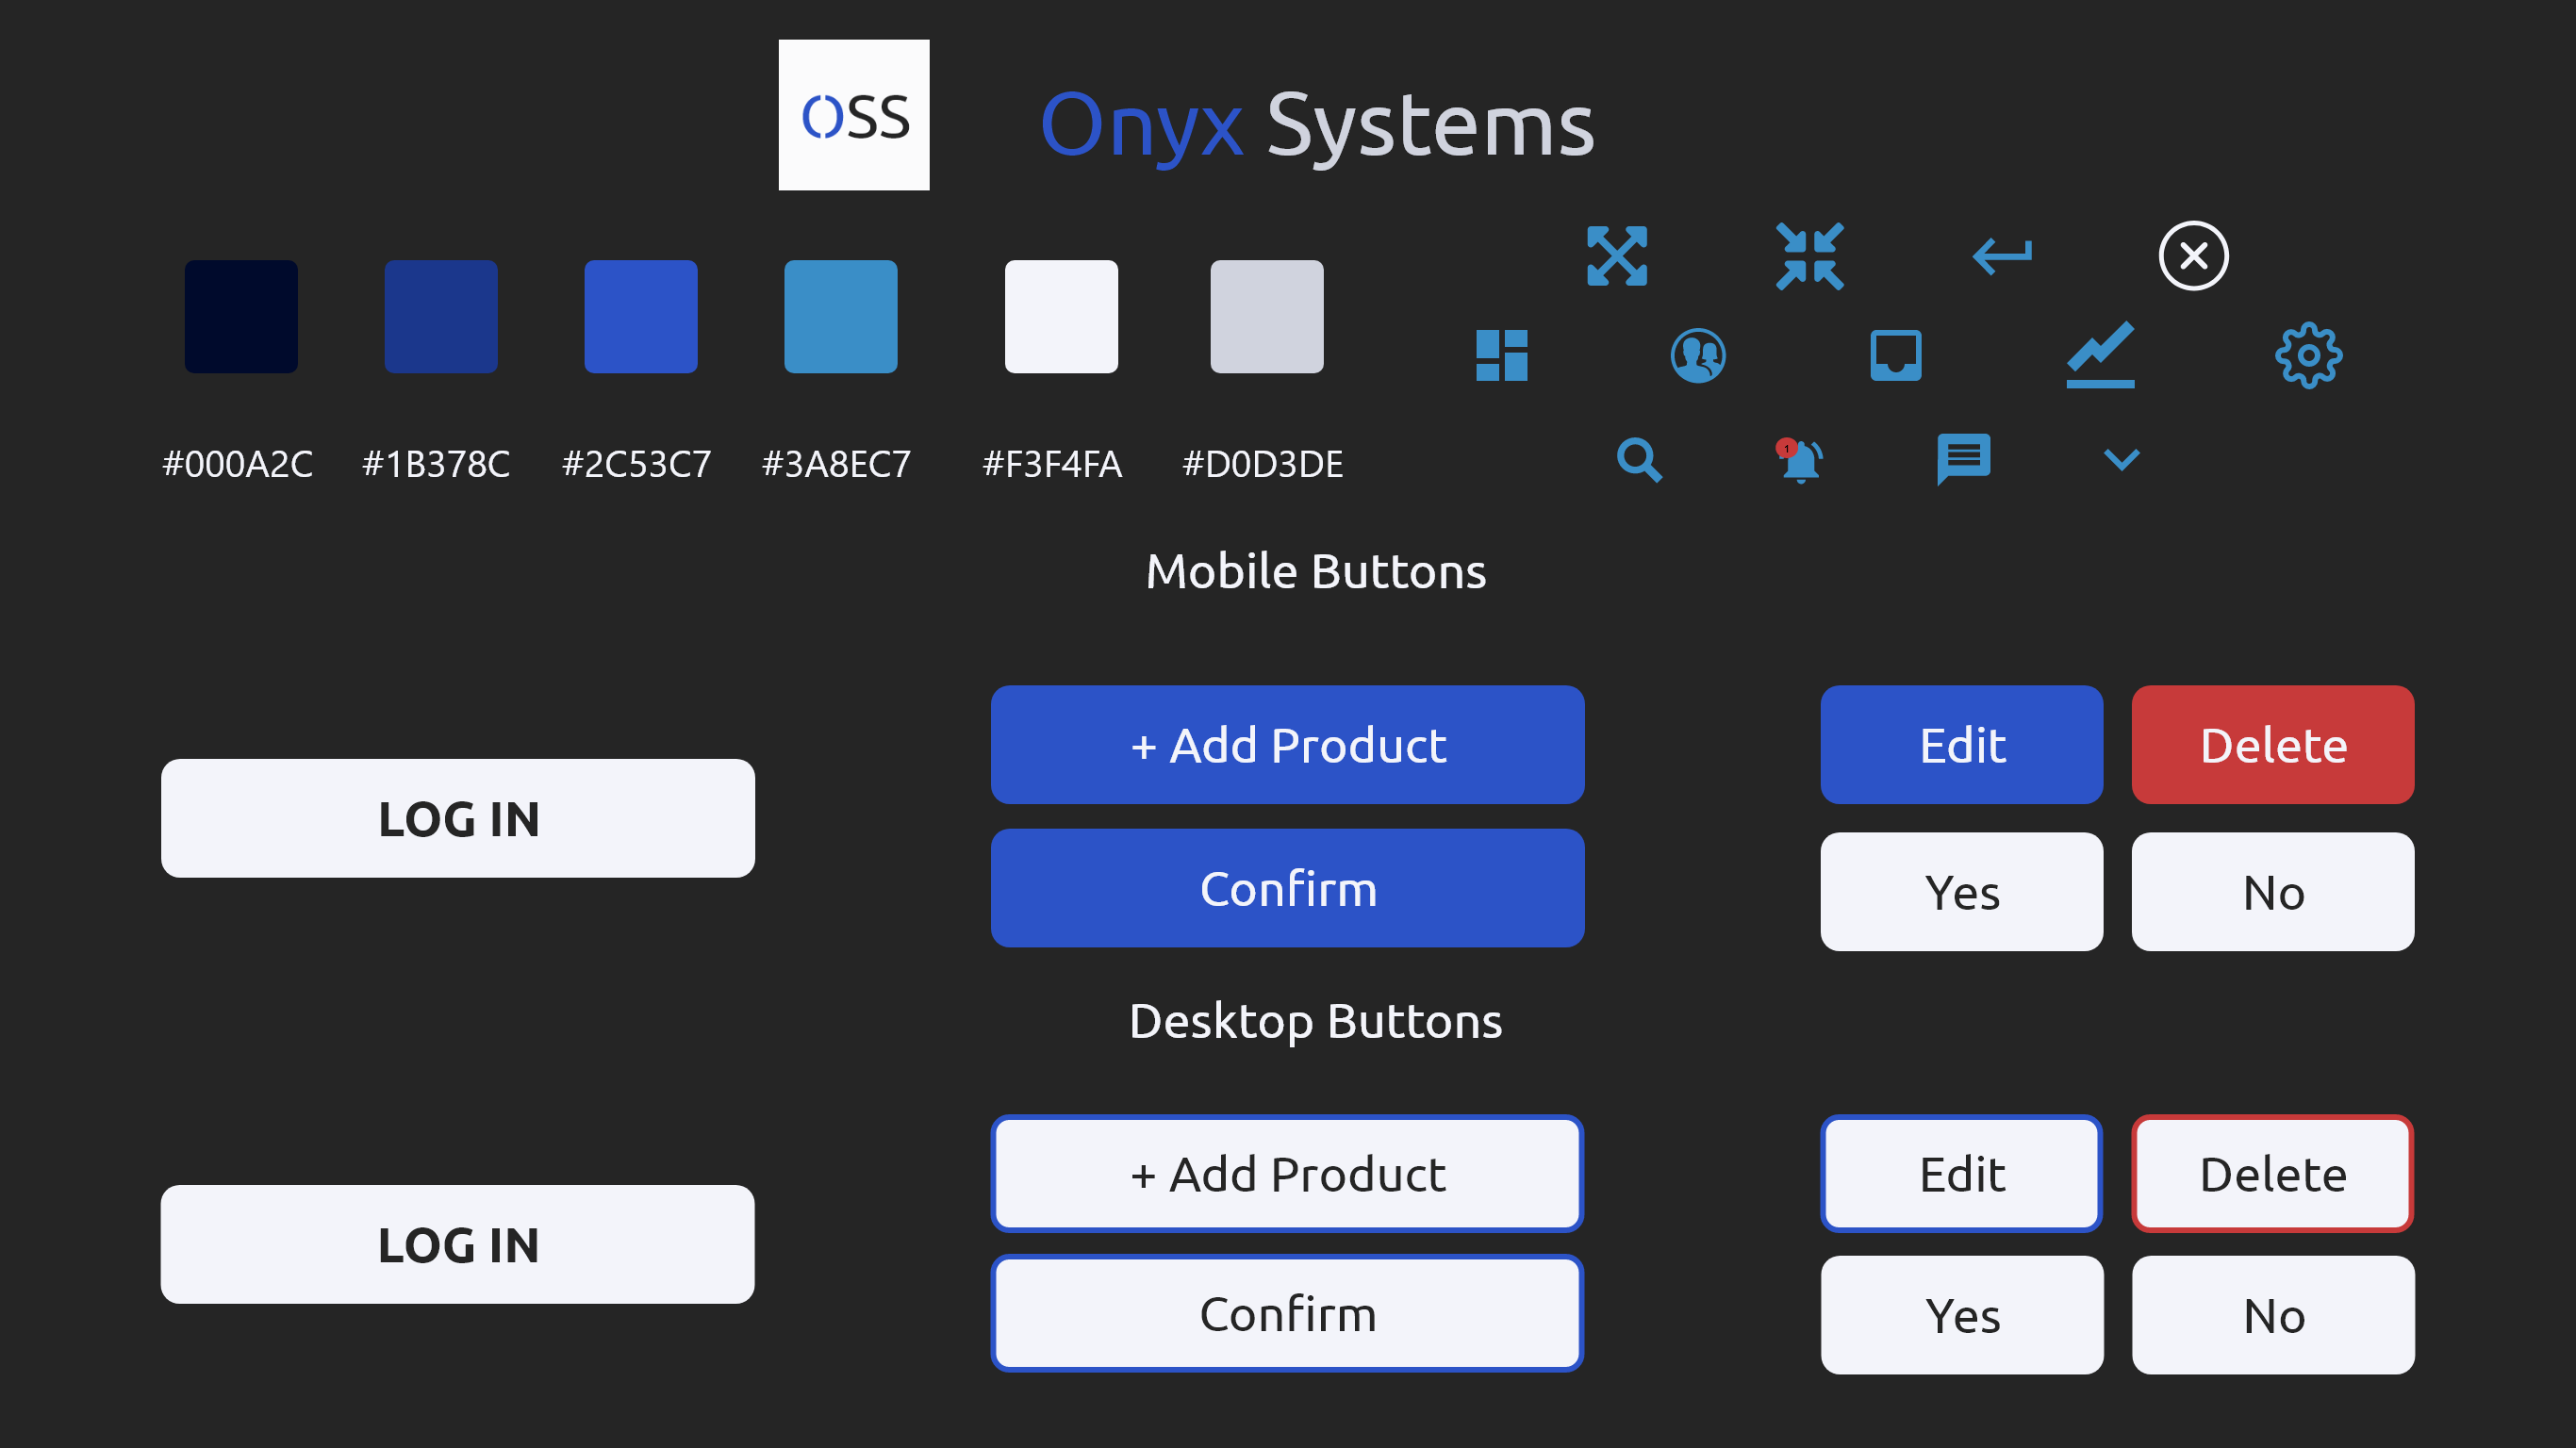 OSS
Onyx Systems
#000A2C #1B378C #2C53C7 #3A8EC7 #F3F4FA #D0D3DE
1
Mobile Buttons
LOG IN
+ Add Product
Confirm
Edit Delete
Yes No
Desktop Buttons
LOG IN
+ Add Product
Confirm
Edit Delete
Yes No